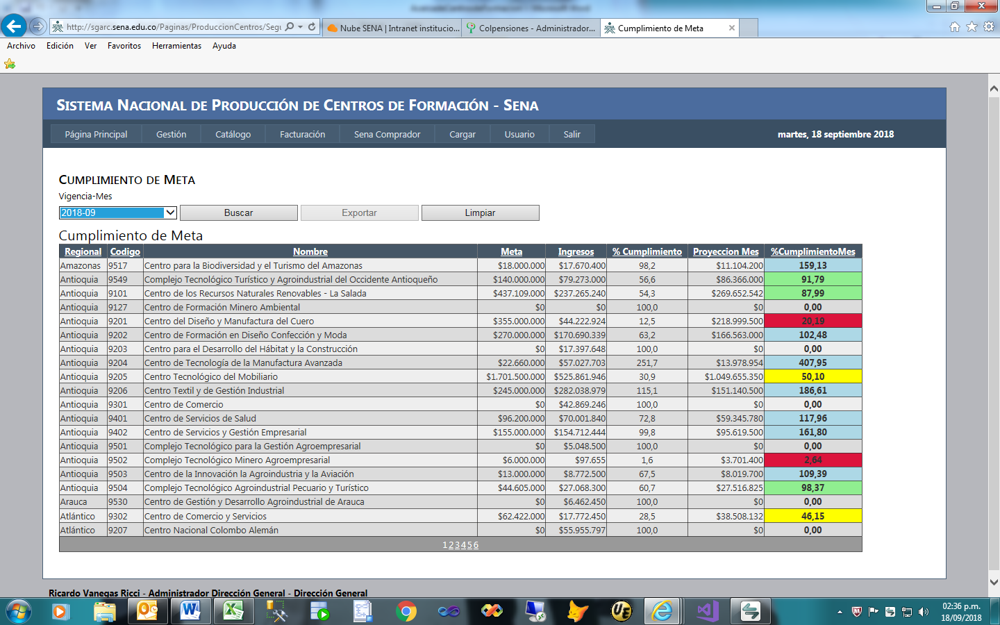 http://sgarc.sena.edu.co/Paginas/ProduccionCentros/Segu
Nube SENA | Intranet institucio...
Colpensiones - Administrador...
Cumplimiento de Meta
Archivo Edición Ver Favoritos Herramientas Ayuda
SISTEMA NACIONAL DE PRODUCCIÓN DE CENTROS DE FORMACIÓN - SENA
Página Principal Gestión Catálogo Facturación Sena Comprador Cargar Usuario Salir martes, 18 septiembre 2018
CUMPLIMIENTO DE META
Vigencia-Mes
2018-09 Buscar Exportar Limpiar
Cumplimiento de Meta
Regional Codigo Nombre Meta Ingresos % Cumplimiento Proyeccion Mes %CumplimientoMes
Amazonas 9517 Centro para la Biodiversidad y el Turismo del Amazonas $18.000.000 $17.670.400 98,2 $11.104.200 159,13
Antioquia 9549 Complejo Tecnológico Turístico y Agroindustrial del Occidente Antioqueño $140.000.000 $79.273.000 56,6 $86.366.000 91,79
Antioquia 9101 Centro de los Recursos Naturales Renovables - La Salada $437.109.000 $237.265.240 54,3 $269.652.542 87,99
Antioquia 9127 Centro de Formación Minero Ambiental $0 $0 100,0 $0 0,00
Antioquia 9201 Centro del Diseño y Manufactura del Cuero $355.000.000 $44.222.924 12,5 $218.999.500 20,19
Antioquia 9202 Centro de Formación en Diseño Confección y Moda $270.000.000 $170.690.339 63,2 $166.563.000 102,48
Antioquia 9203 Centro para el Desarrollo del Hábitat y la Construcción $0 $17.397.648 100,0 $0 0,00
Antioquia 9204 Centro de Tecnología de la Manufactura Avanzada $22.660.000 $57.027.703 251,7 $13.978.954 407,95
Antioquia 9205 Centro Tecnológico del Mobiliario $1.701.500.000 $525.861.946 30,9 $1.049.655.350 50,10
Antioquia 9206 Centro Textil y de Gestión Industrial $245.000.000 $282.038.979 115,1 $151.140.500 186,61
Antioquia 9301 Centro de Comercio $0 $42.869.246 100,0 $0 0,00
Antioquia 9401 Centro de Servicios de Salud $96.200.000 $70.001.840 72,8 $59.345.780 117,96
Antioquia 9402 Centro de Servicios y Gestión Empresarial $155.000.000 $154.712.444 99,8 $95.619.500 161,80
Antioquia 9501 Complejo Tecnológico para la Gestión Agroempresarial $0 $5.048.500 100,0 $0 0,00
Antioquia 9502 Complejo Tecnológico Minero Agroempresarial $6.000.000 $97.655 1,6 $3.701.400 2,64
Antioquia 9503 Centro de la Innovación la Agroindustria y la Aviación $13.000.000 $8.772.500 67,5 $8.019.700 109,39
Antioquia 9504 Complejo Tecnológico Agroindustrial Pecuario y Turístico $44.605.000 $27.068.300 60,7 $27.516.825 98,37
Arauca 9530 Centro de Gestión y Desarrollo Agroindustrial de Arauca $0 $6.462.450 100,0 $0 0,00
Atlántico 9302 Centro de Comercio y Servicios $62.422.000 $17.772.450 28,5 $38.508.132 46,15
Atlántico 9207 Centro Nacional Colombo Alemán $0 $55.955.797 100,0 $0 0,00
1 2 3 4 5 6
Ricardo Vanegas Ricci - Administrador Dirección General - Dirección General
02:36 p.m.
18/09/2018